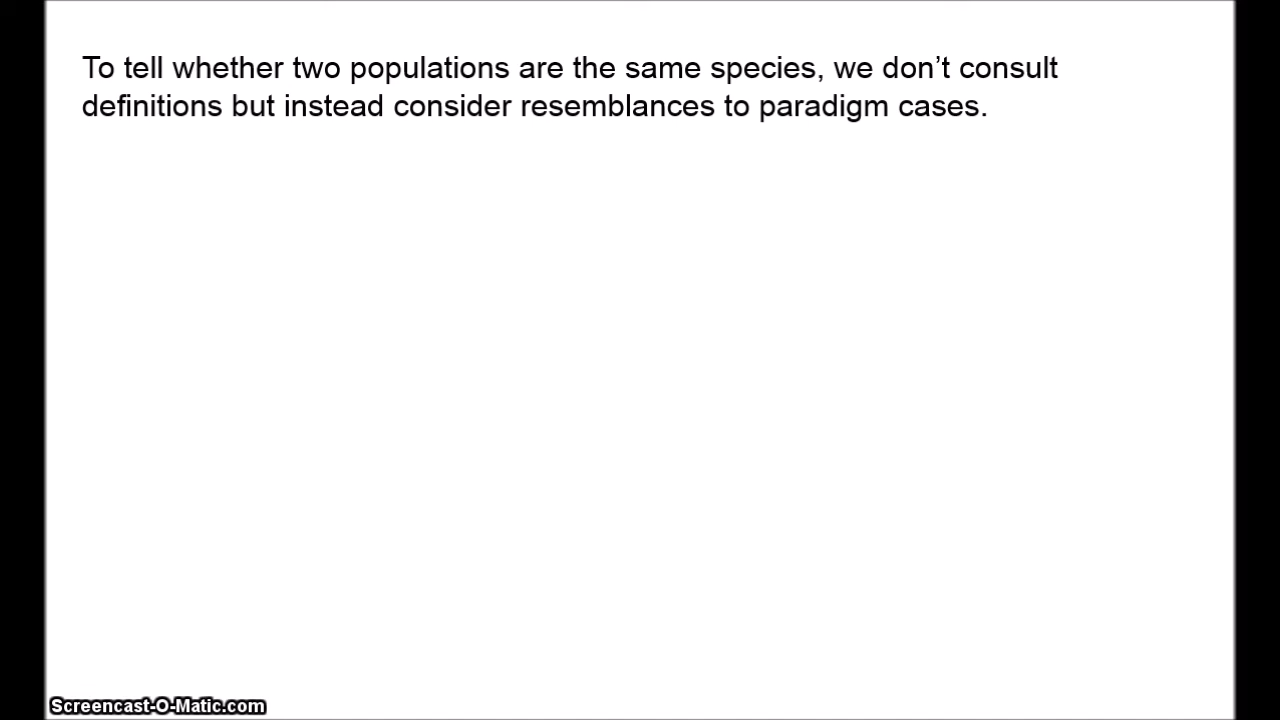 To tell whether two populations are the same species, we don’t consult
definitions but instead consider resemblances to paradigm cases.
Screencast-O-Matic.com